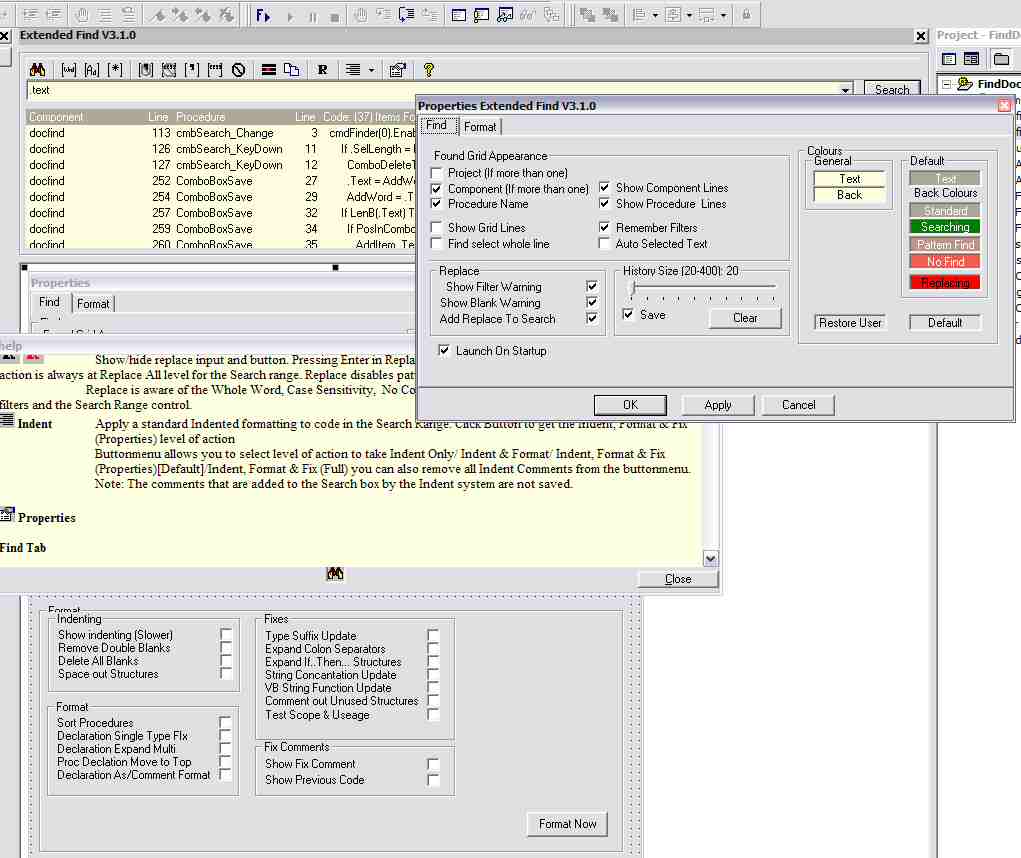 Extended Find V3.1.0
Project - FindDo
.text
Search
FindDoc
Component Line Procedure Line Code: (37) Items Fo
docfind 113 cmbSearch_Change 3 cmdFinder(0).Enab
docfind 126 cmbSearch_KeyDown 11 If .SelLength =
docfind 127 cmbSearch_KeyDown 12 ComboDeleteT
docfind 252 ComboBoxSave 27 .Text = AddW
docfind 254 ComboBoxSave 29 AddWord = .T
docfind 257 ComboBoxSave 32 If LenB(.Text) T
docfind 259 ComboBoxSave 34 If PosInCombo
docfind 260 ComboBoxSave 35 .AddItem .Te
Properties Extended Find V3.1.0
Find Format
Found Grid Appearance
Project (If more than one)
Component (If more than one)
Procedure Name
Show Grid Lines
Find select whole line
Show Component Lines
Show Procedure Lines
Remember Filters
Auto Selected Text
Replace
Show Filter Warning
Show Blank Warning
Add Replace To Search
History Size (20-400): 20
Save
Clear
Launch On Startup
Colours
General
Text
Back
Default
Text
Back Colours
Standard
Searching
Pattern Find
No Find
Replacing
Restore User
Default
OK
Apply
Cancel
Properties
Find Format
help
Show/hide replace input and button. Pressing Enter in Repla
action is always at Replace All level for the Search range. Replace disables pat
Replace is aware of the Whole Word, Case Sensitivity, No Co
filters and the Search Range control.
Indent Apply a standard Indented formatting to code in the Search Range. Click Button to get the Indent, Format & Fix
(Properties) level of action
Buttonmenu allows you to select level of action to take Indent Only/ Indent & Format/ Indent, Format & Fix
(Properties)[Default]/Indent, Format & Fix (Full) you can also remove all Indent Comments from the buttonmenu.
Note: The comments that are added to the Search box by the Indent system are not saved.
Properties
Find Tab
Close
Format
Indenting
Show indenting (Slower)
Remove Double Blanks
Delete All Blanks
Space out Structures
Format
Sort Procedures
Declaration Single Type FIx
Declaration Expand Multi
Proc Declation Move to Top
Declaration As/Comment Format
Fixes
Type Suffix Update
Expand Colon Separators
Expand If..Then... Structures
String Concantation Update
VB String Function Update
Comment out Unused Structures
Test Scope & Useage
Fix Comments
Show Fix Comment
Show Previous Code
Format Now